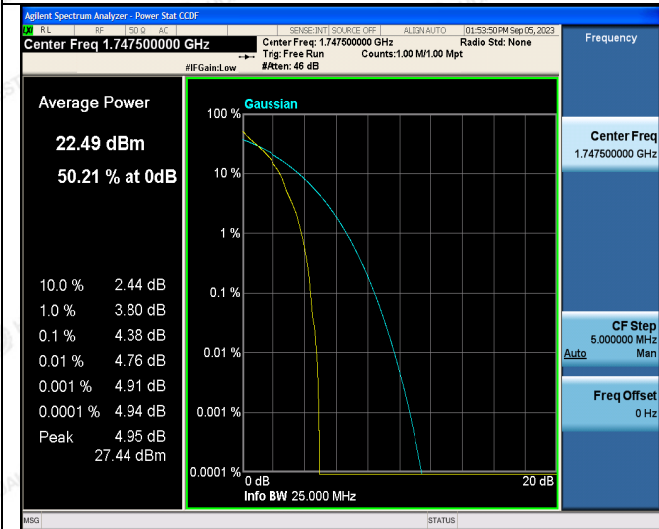 Agilent Spectrum Analyzer - Power Stat CCDF
RL RF 50 Ω AC SENSE:INT SOURCE OFF ALIGN AUTO 01:53:50 PM Sep 05, 2023
Center Freq 1.747500000 GHz
Center Freq: 1.747500000 GHz Radio Std: None
Trig: Free Run Counts:1.00 M/1.00 Mpt
#IFGain:Low #Atten: 46 dB
Frequency
Average Power
22.49 dBm
50.21 % at 0dB
10.0 % 2.44 dB
1.0 % 3.80 dB
0.1 % 4.38 dB
0.01 % 4.76 dB
0.001 % 4.91 dB
0.0001 % 4.94 dB
Peak 4.95 dB
27.44 dBm
Gaussian
100 %
10 %
1 %
0.1 %
0.01 %
0.001 %
0.0001 %
0 dB 20 dB
Info BW 25.000 MHz
Center Freq
1.747500000 GHz
CF Step
5.000000 MHz
Auto Man
Freq Offset
0 Hz
MSG STATUS